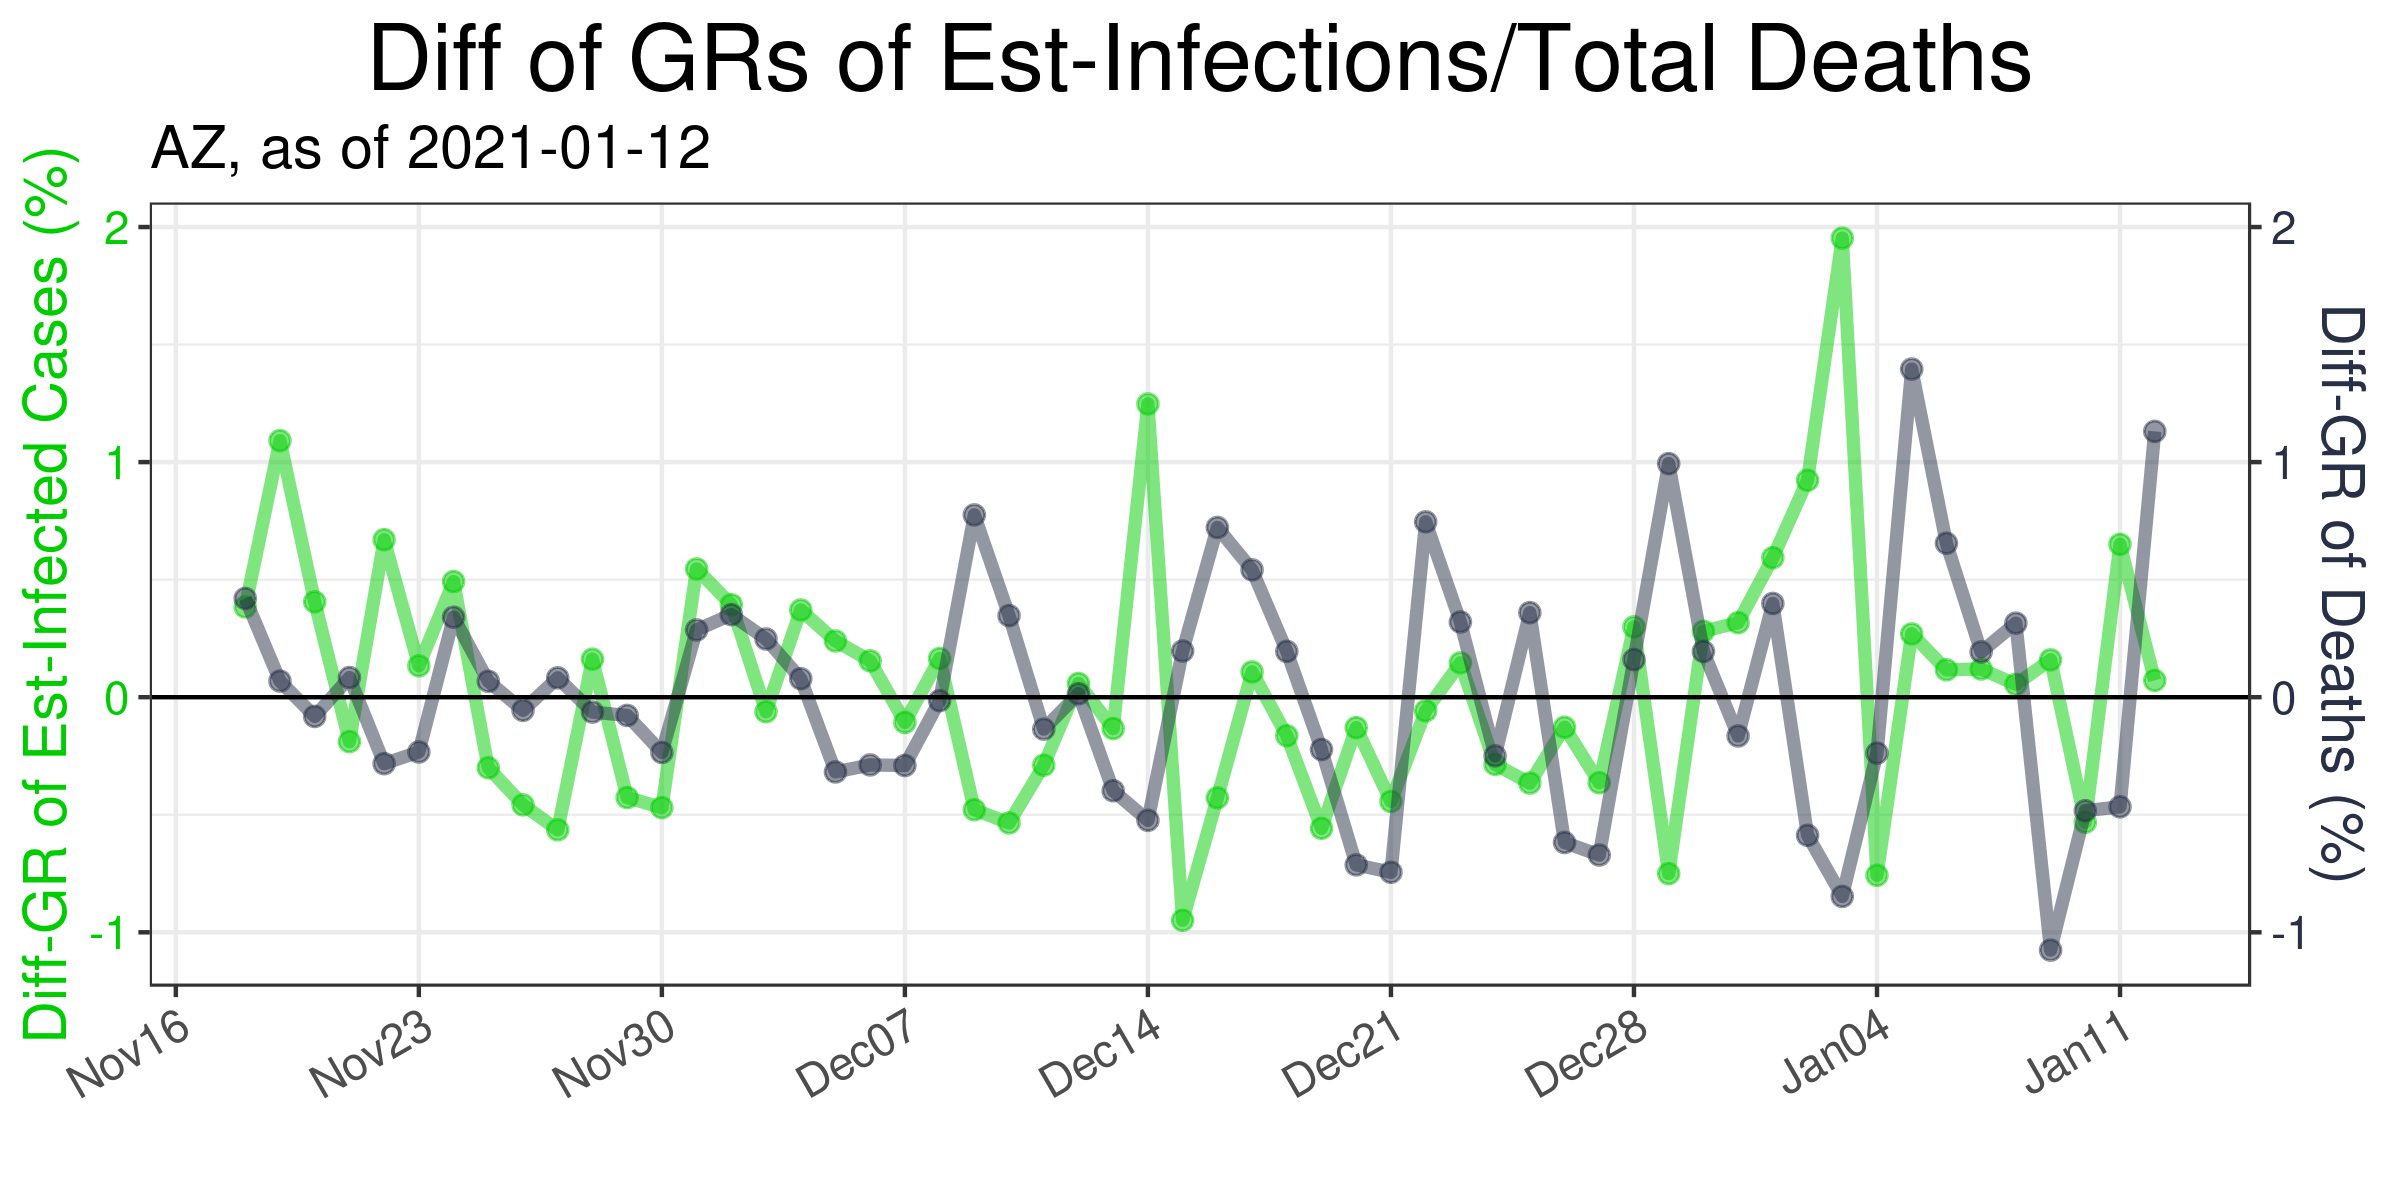 Diff of GRs of Est-Infections/Total Deaths
AZ, as of 2021-01-12
Diff-GR of Est-Infected Cases (%)
2
1
0
-1
2
1
0
-1
Diff-GR of Deaths (%)
Nov16
Nov23
Nov30
Dec07
Dec14
Dec21
Dec28
Jan04
Jan11